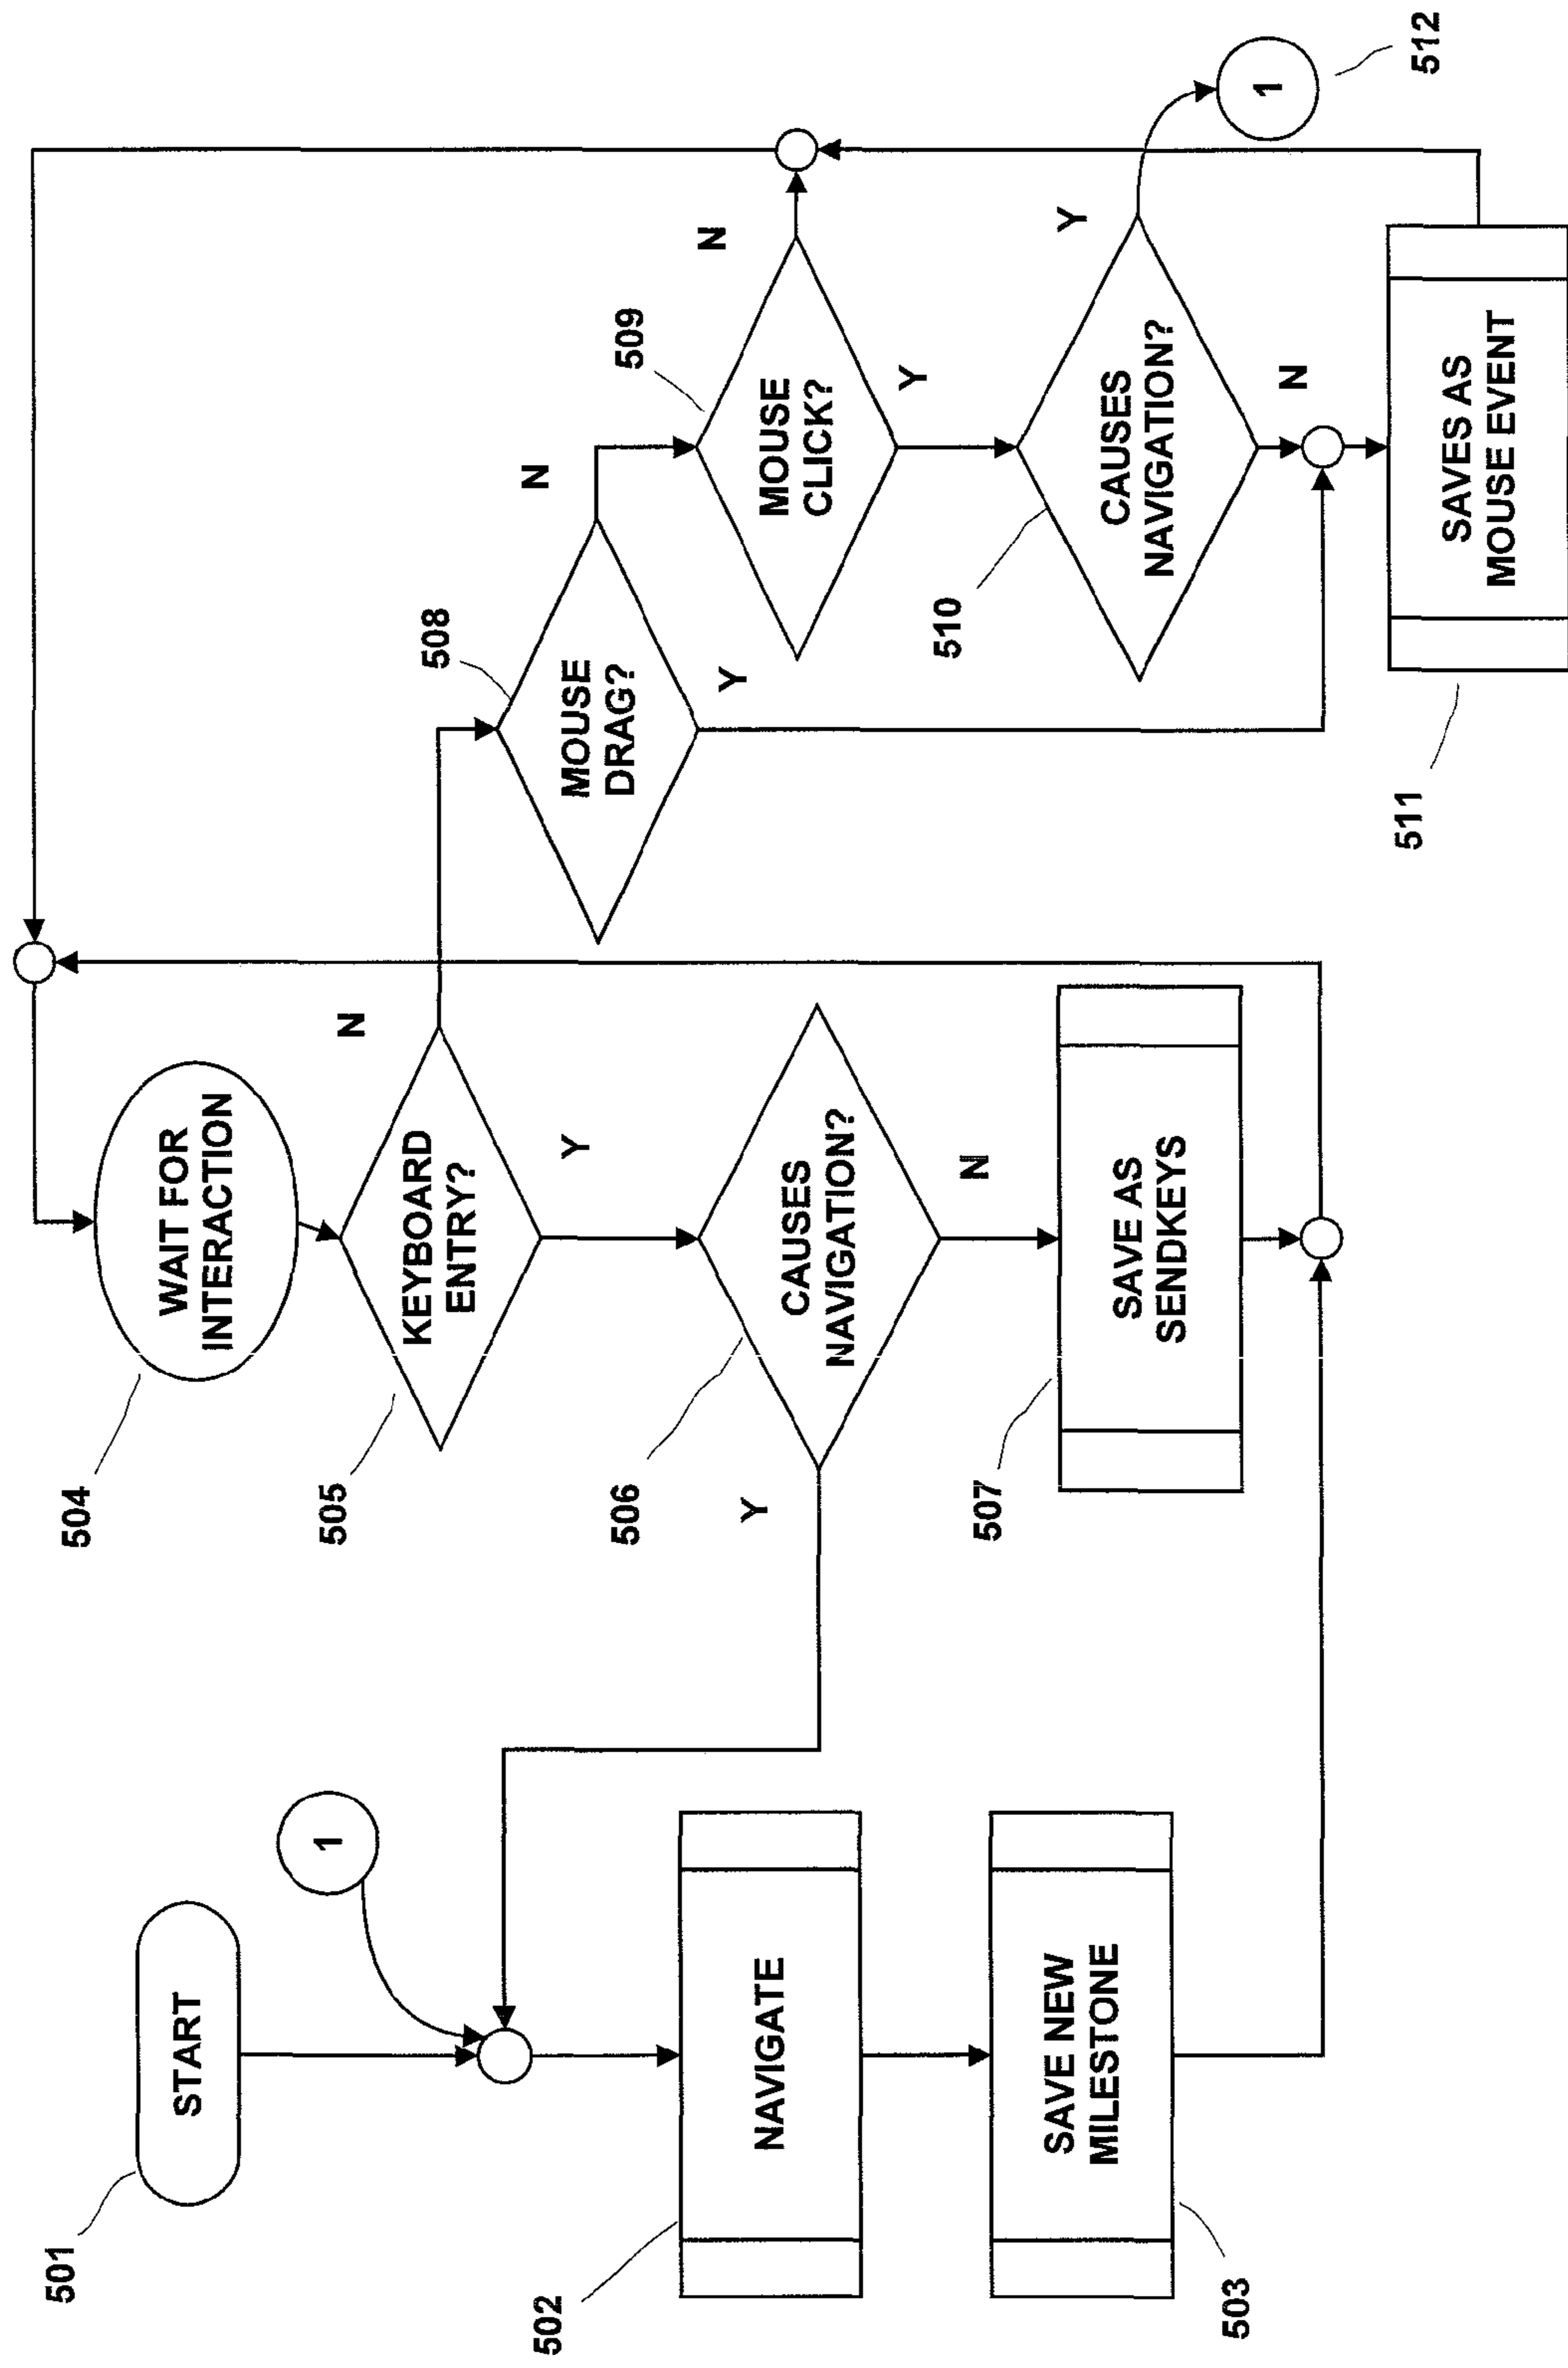 501
START
1
502
NAVIGATE
503
SAVE NEW
MILESTONE
504
WAIT FOR
INTERACTION
505
KEYBOARD
ENTRY?
N
Y
506
CAUSES
NAVIGATION?
Y
N
507
SAVE AS
SENDKEYS
508
MOUSE
DRAG?
N
Y
509
MOUSE
CLICK?
N
Y
510
CAUSES
NAVIGATION?
Y
N
511
SAVES AS
MOUSE EVENT
1
512